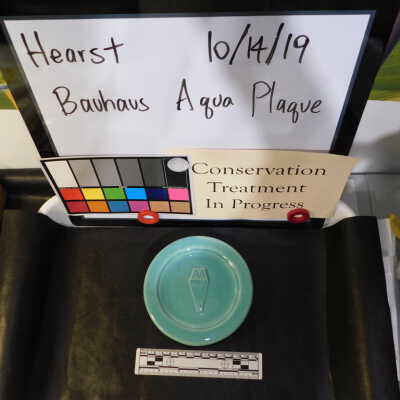 Hearst 10/14/19
Bauhaus Aqua Plaque
Conservation
Treatment
In Progress